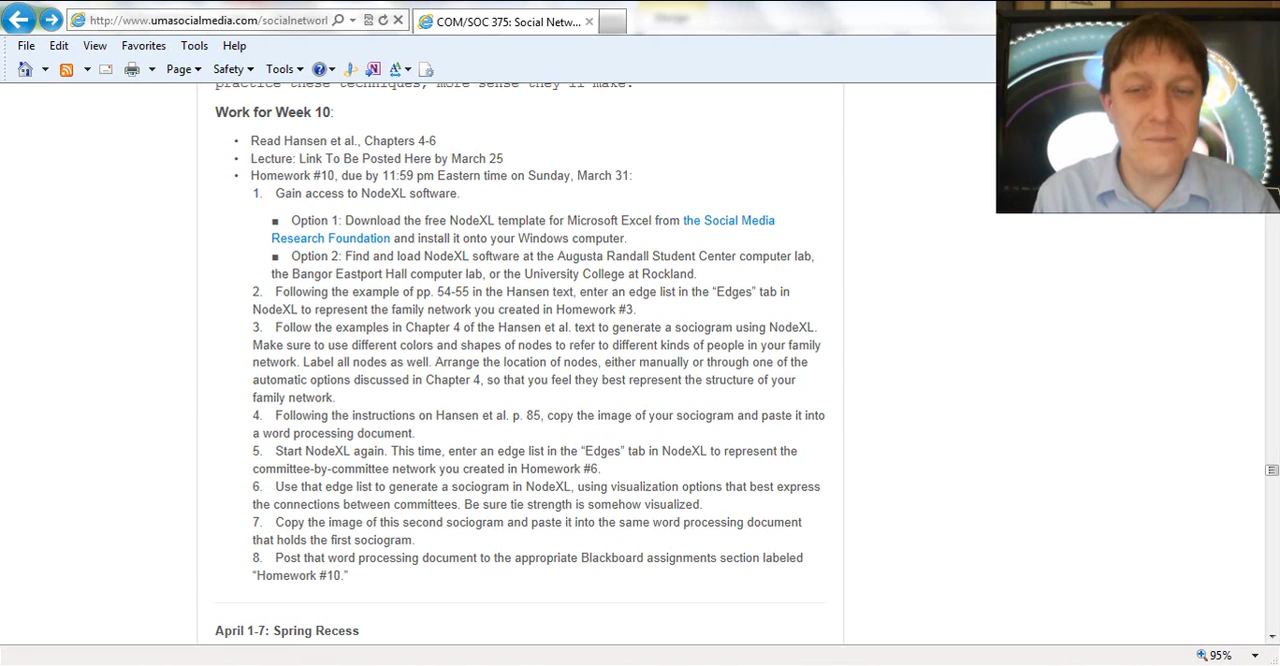 http://www.umasocialmedia.com/socialnetworl
COM/SOC 375: Social Netw...
File Edit View Favorites Tools Help
Page Safety Tools
practice these techniques, more sense they'll make.
Work for Week 10:
• Read Hansen et al., Chapters 4-6
• Lecture: Link To Be Posted Here by March 25
• Homework #10, due by 11:59 pm Eastern time on Sunday, March 31:
1. Gain access to NodeXL software.
■ Option 1: Download the free NodeXL template for Microsoft Excel from the Social Media
Research Foundation and install it onto your Windows computer.
■ Option 2: Find and load NodeXL software at the Augusta Randall Student Center computer lab,
the Bangor Eastport Hall computer lab, or the University College at Rockland.
2. Following the example of pp. 54-55 in the Hansen text, enter an edge list in the “Edges” tab in
NodeXL to represent the family network you created in Homework #3.
3. Follow the examples in Chapter 4 of the Hansen et al. text to generate a sociogram using NodeXL.
Make sure to use different colors and shapes of nodes to refer to different kinds of people in your family
network. Label all nodes as well. Arrange the location of nodes, either manually or through one of the
automatic options discussed in Chapter 4, so that you feel they best represent the structure of your
family network.
4. Following the instructions on Hansen et al. p. 85, copy the image of your sociogram and paste it into
a word processing document.
5. Start NodeXL again. This time, enter an edge list in the “Edges” tab in NodeXL to represent the
committee-by-committee network you created in Homework #6.
6. Use that edge list to generate a sociogram in NodeXL, using visualization options that best express
the connections between committees. Be sure tie strength is somehow visualized.
7. Copy the image of this second sociogram and paste it into the same word processing document
that holds the first sociogram.
8. Post that word processing document to the appropriate Blackboard assignments section labeled
“Homework #10.”
April 1-7: Spring Recess
95%